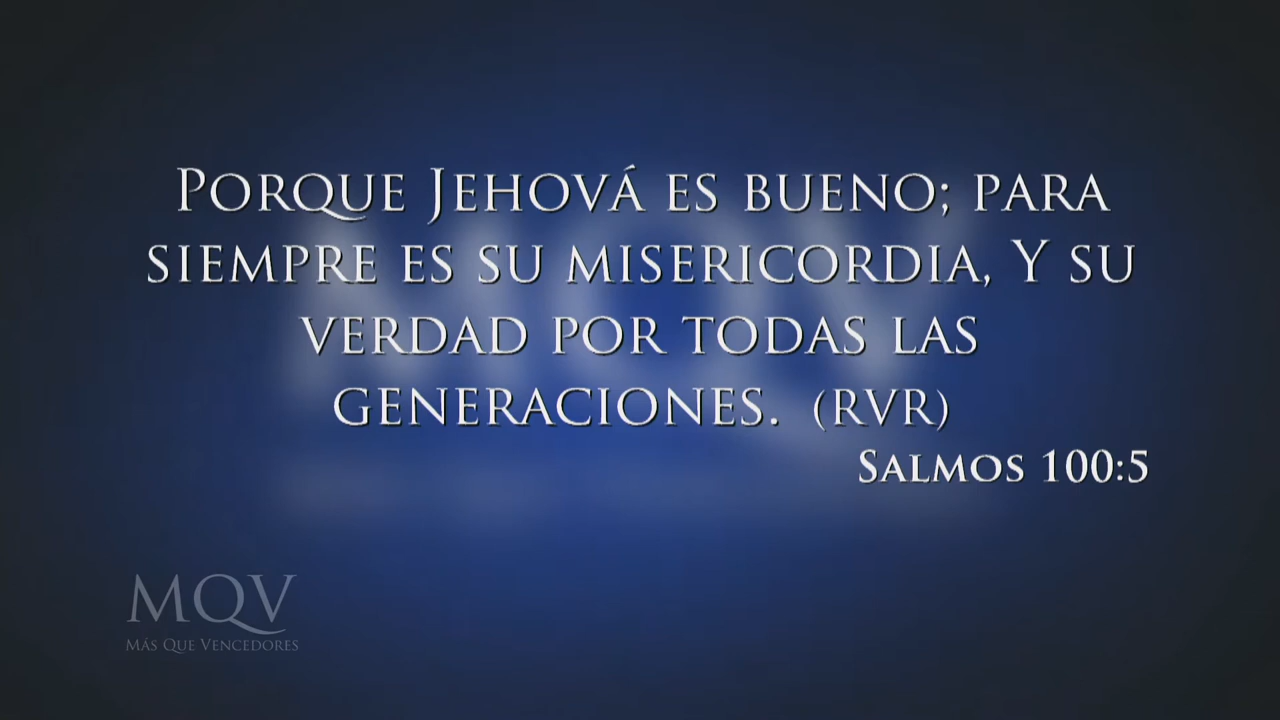 Porque Jehová es bueno; para
siempre es su misericordia, Y su
verdad por todas las
generaciones. (RVR)
Salmos 100:5
MQV
Más Que Vencedores